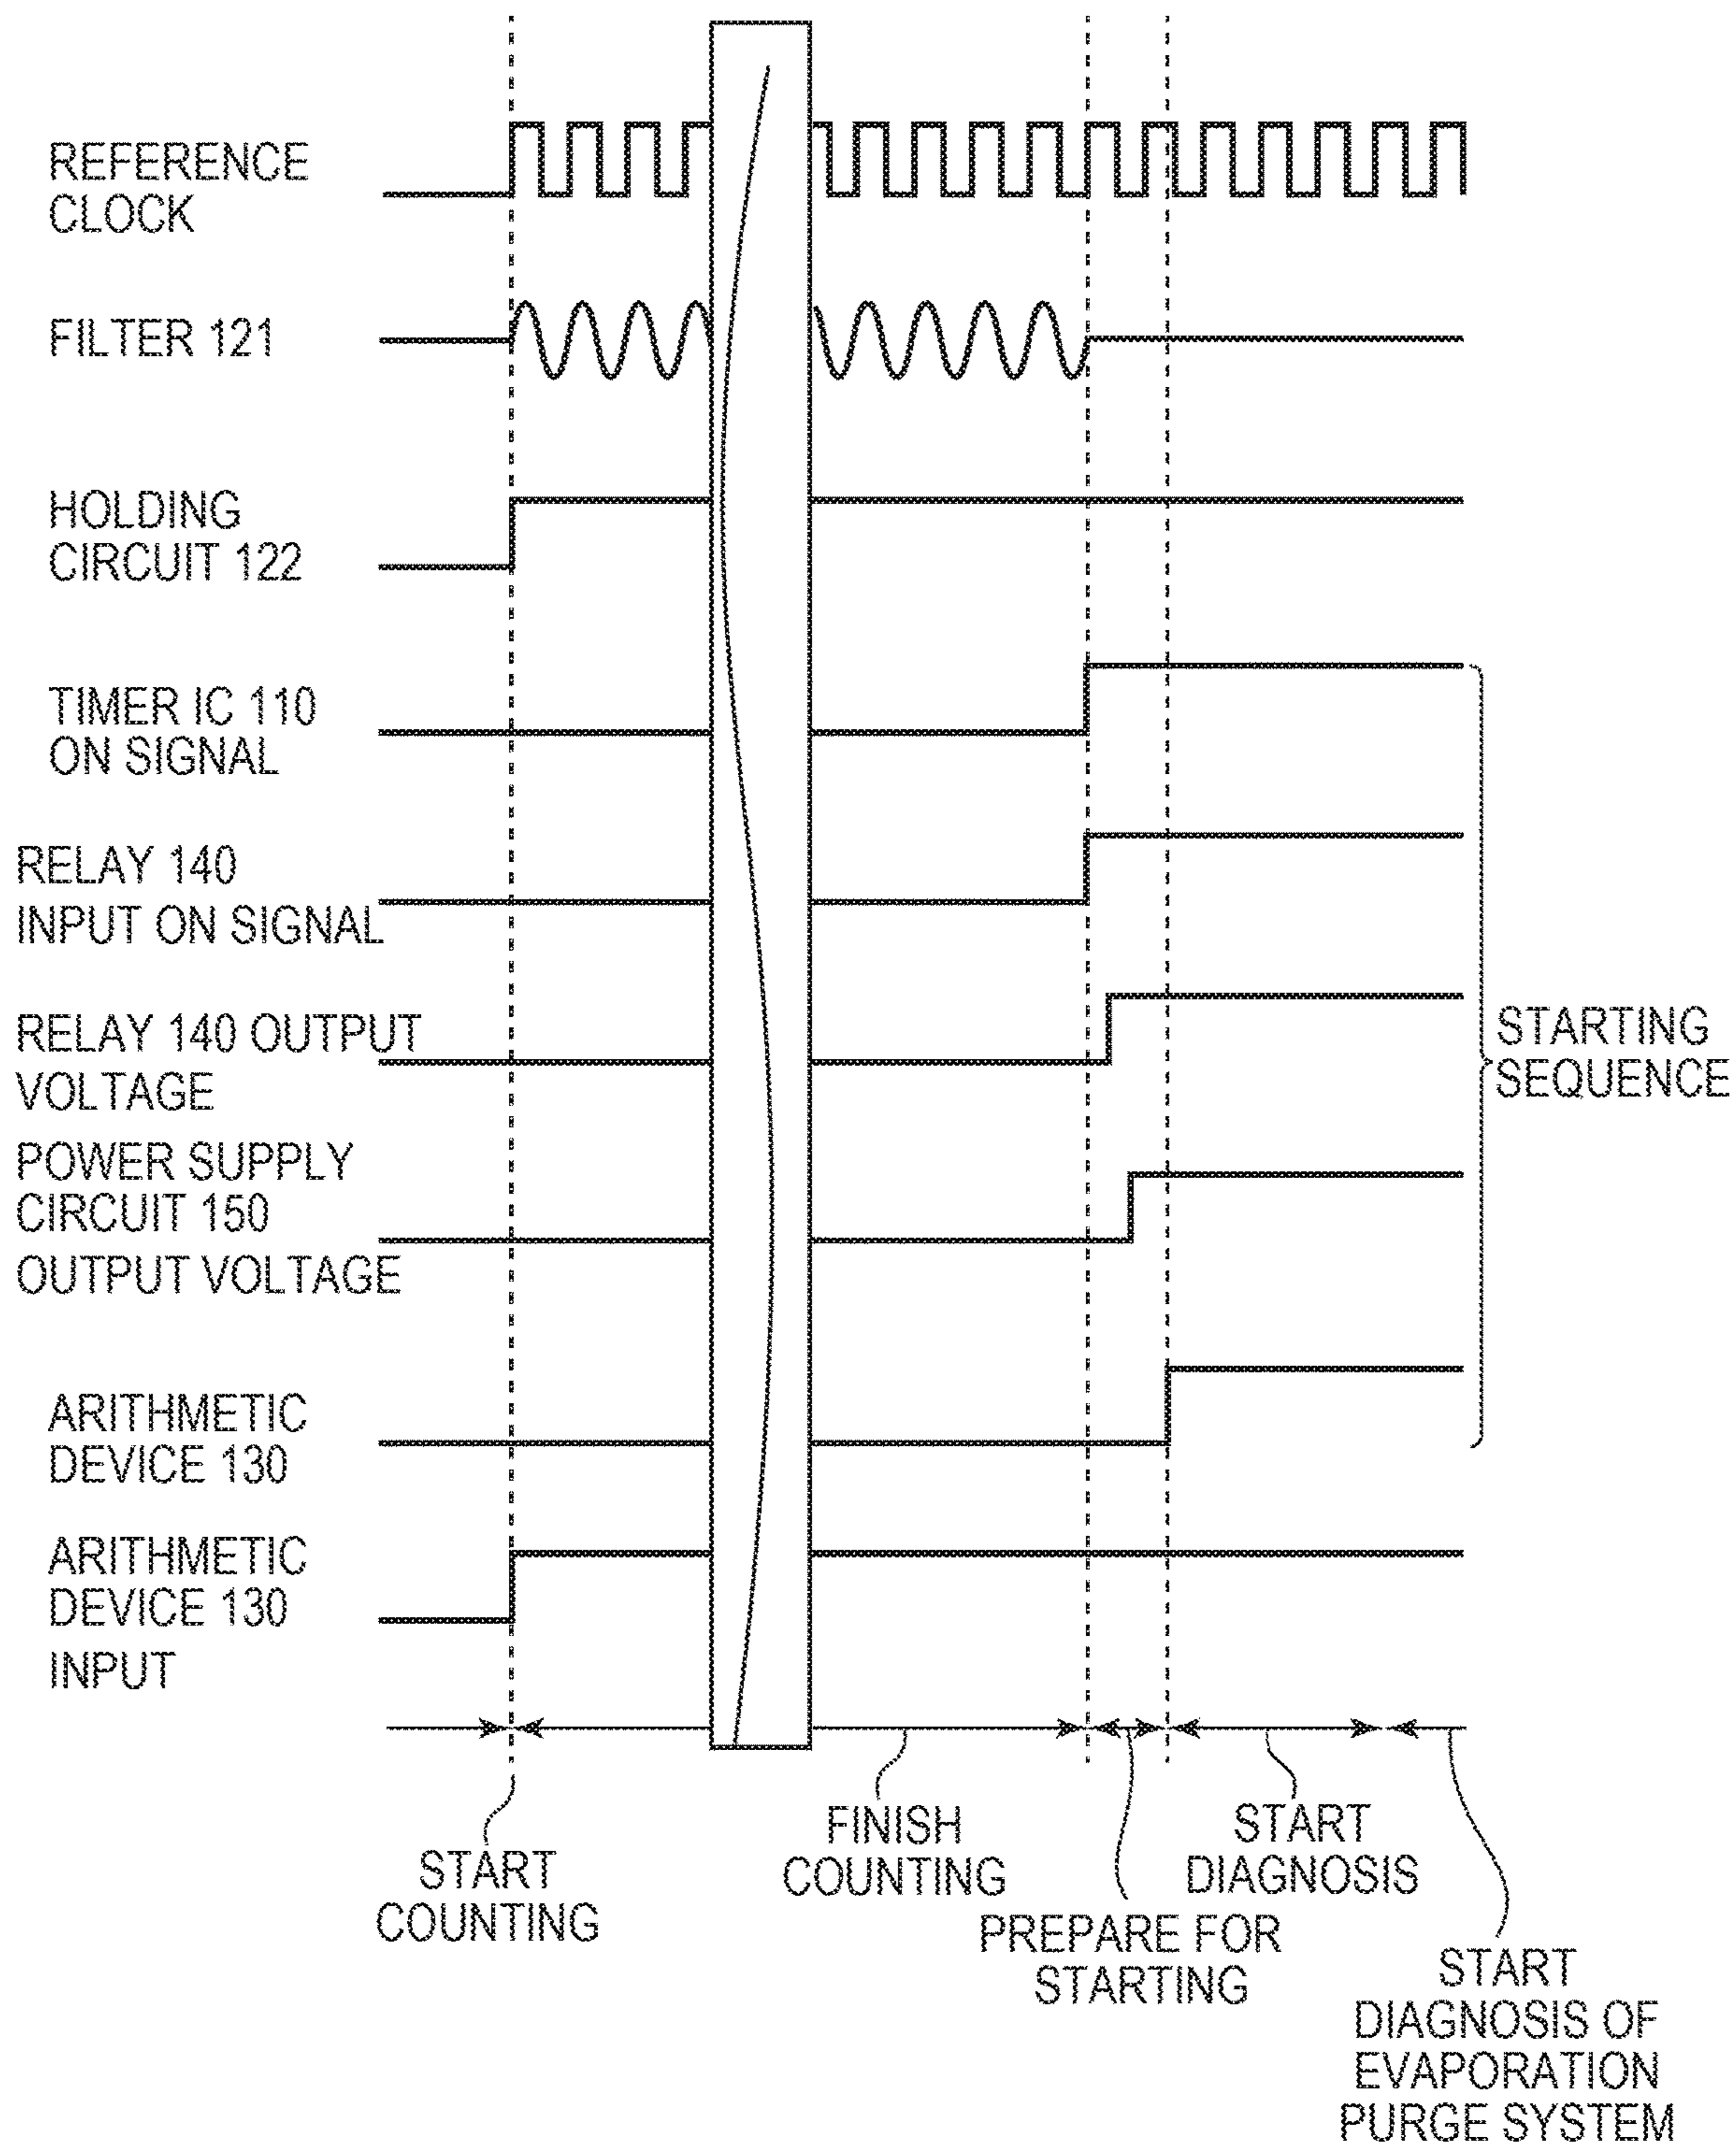 REFERENCE
CLOCK
FILTER 121
HOLDING
CIRCUIT 122
TIMER IC 110
ON SIGNAL
RELAY 140
INPUT ON SIGNAL
RELAY 140 OUTPUT
VOLTAGE
POWER SUPPLY
CIRCUIT 150
OUTPUT VOLTAGE
STARTING
SEQUENCE
ARITHMETIC
DEVICE 130
ARITHMETIC
DEVICE 130
INPUT
START
COUNTING
FINISH
COUNTING
PREPARE FOR
STARTING
START
DIAGNOSIS
START
DIAGNOSIS OF
EVAPORATION
PURGE SYSTEM